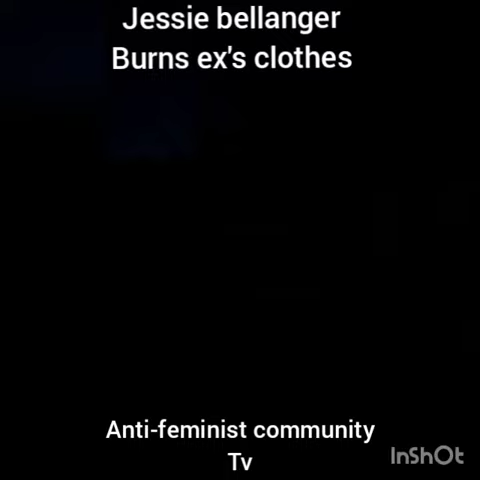 Jessie bellanger
Burns ex's clothes
Anti-feminist community
Tv
InShOt